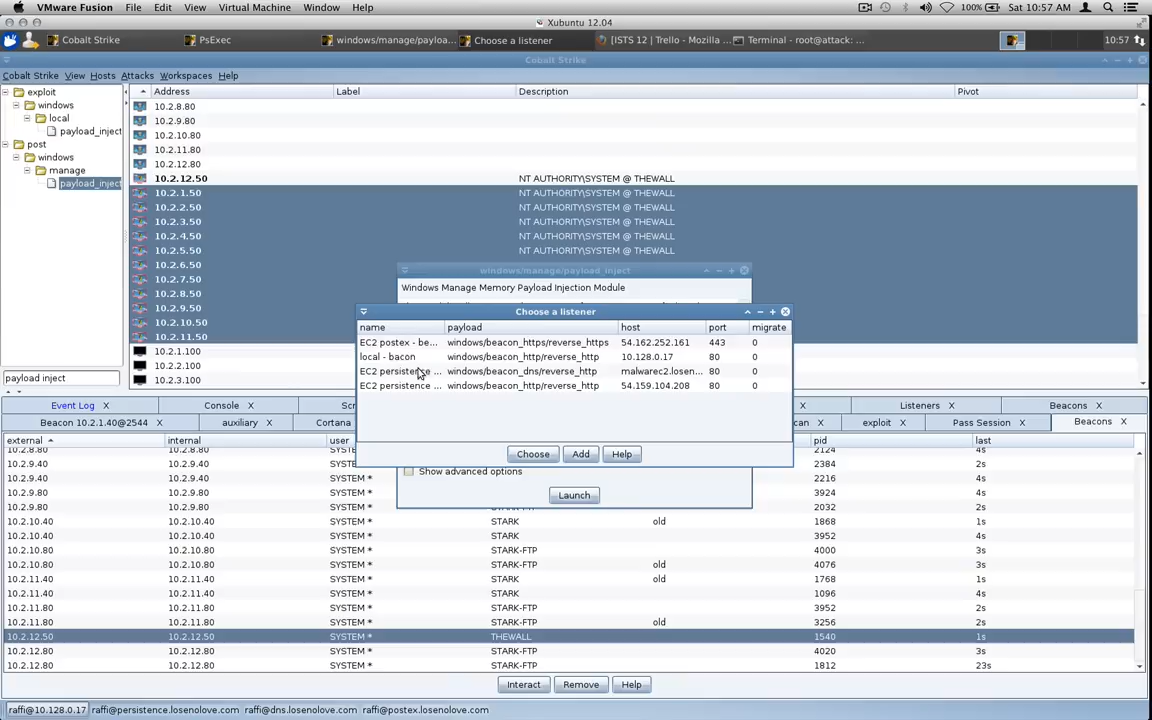 VMware Fusion File Edit View Virtual Machine Window Help 100% Sat 10:57 AM
Xubuntu 12.04
Cobalt Strike PsExec windows/manage/payloa... Choose a listener [ISTS 12 | Trello - Mozilla ... Terminal - root@attack: ... 10:57
Cobalt Strike
Cobalt Strike View Hosts Attacks Workspaces Help
exploit
windows
local
payload_inject
post
windows
manage
payload_inject
payload inject
Address Label Description Pivot
10.2.8.80
10.2.9.80
10.2.10.80
10.2.11.80
10.2.12.80
10.2.12.50 NT AUTHORITY\SYSTEM @ THEWALL
10.2.1.50 NT AUTHORITY\SYSTEM @ THEWALL
10.2.2.50 NT AUTHORITY\SYSTEM @ THEWALL
10.2.3.50 NT AUTHORITY\SYSTEM @ THEWALL
10.2.4.50 NT AUTHORITY\SYSTEM @ THEWALL
10.2.5.50 NT AUTHORITY\SYSTEM @ THEWALL
10.2.6.50
10.2.7.50
10.2.8.50
10.2.9.50
10.2.10.50
10.2.11.50
10.2.1.100
10.2.2.100
10.2.3.100
windows/manage/payload_inject
Windows Manage Memory Payload Injection Module
Choose a listener
name payload host port migrate
EC2 postex - be... windows/beacon_https/reverse_https 54.162.252.161 443 0
local - bacon windows/beacon_http/reverse_http 10.128.0.17 80 0
EC2 persistence ... windows/beacon_dns/reverse_http malwarec2.losen... 80 0
EC2 persistence ... windows/beacon_http/reverse_http 54.159.104.208 80 0
Choose Add Help
Show advanced options
Launch
Event Log X Console X Scr X Listeners X Beacons X
Beacon 10.2.1.40@2544 X auxiliary X Cortana can X exploit X Pass Session X Beacons X
external internal user pid last
10.2.8.80 10.2.8.80 SYSTEM * 2124 4s
10.2.9.40 10.2.9.40 SYSTEM * 2384 2s
10.2.9.40 10.2.9.40 SYSTEM * 2216 4s
10.2.9.80 10.2.9.80 SYSTEM * 3924 2s
10.2.9.80 10.2.9.80 SYSTEM * 2032 2s
10.2.10.40 10.2.10.40 SYSTEM * STARK old 1868 1s
10.2.10.40 10.2.10.40 SYSTEM * STARK 3952 4s
10.2.10.80 10.2.10.80 SYSTEM * STARK-FTP 4000 3s
10.2.10.80 10.2.10.80 SYSTEM * STARK-FTP old 4076 3s
10.2.11.40 10.2.11.40 SYSTEM * STARK old 1768 1s
10.2.11.40 10.2.11.40 SYSTEM * STARK 1096 4s
10.2.11.80 10.2.11.80 SYSTEM * STARK-FTP 3952 2s
10.2.11.80 10.2.11.80 SYSTEM * STARK-FTP old 3256 2s
10.2.12.50 10.2.12.50 SYSTEM * THEWALL 1540 1s
10.2.12.80 10.2.12.80 SYSTEM * STARK-FTP 4020 3s
10.2.12.80 10.2.12.80 SYSTEM * STARK-FTP 1812 23s
Interact Remove Help
raffi@10.128.0.17 raffi@persistence.losenolove.com raffi@dns.losenolove.com raffi@postex.losenolove.com